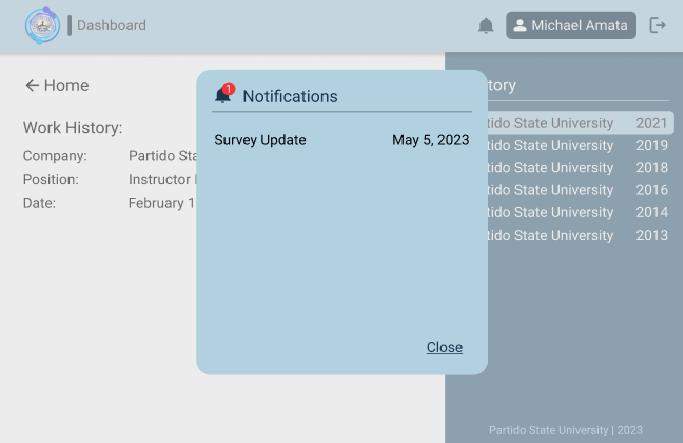 Dashboard
Michael Amata
Home
tory
1
Notifications
Work History:
Survey Update May 5, 2023
Company: Partido Sta
Position: Instructor
Date: February 1
tido State University 2021
tido State University 2019
tido State University 2018
tido State University 2016
tido State University 2014
tido State University 2013
Close
Partido State University | 2023